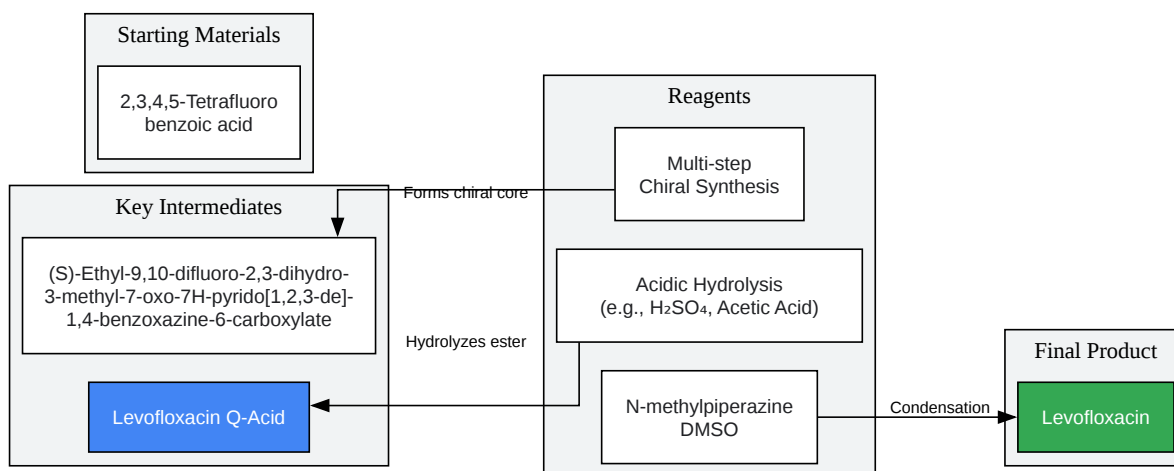 Starting Materials
2,3,4,5-Tetrafluoro
benzoic acid
Key Intermediates
(S)-Ethyl-9,10-difluoro-2,3-dihydro-
3-methyl-7-oxo-7H-pyrido[1,2,3-de]-
1,4-benzoxazine-6-carboxylate
Levofloxacin Q-Acid
Forms chiral core
Hydrolyzes ester
Reagents
Multi-step
Chiral Synthesis
Acidic Hydrolysis
(e.g., H₂SO₄, Acetic Acid)
N-methylpiperazine
DMSO
Condensation
Final Product
Levofloxacin